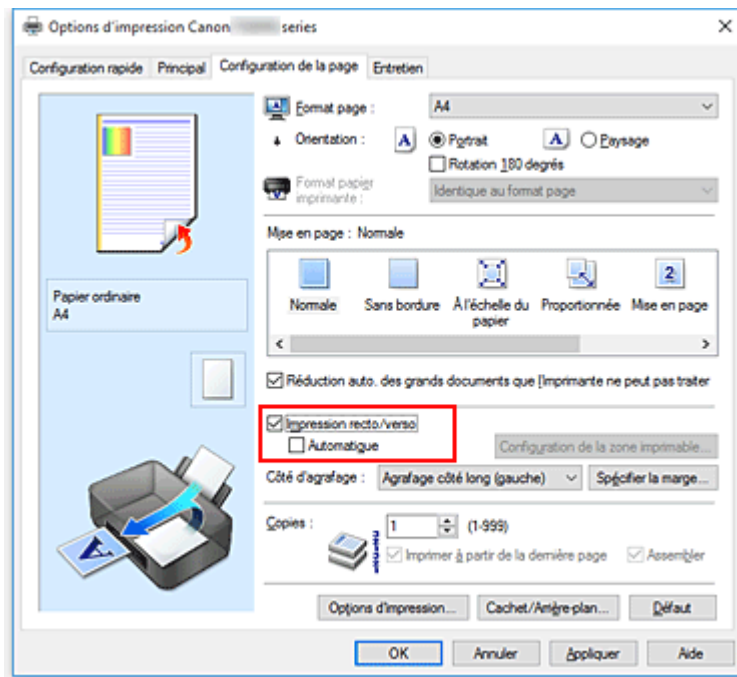 Options d'impression Canon series
Configuration rapide Principal Configuration de la page Entretien
Format page : A4
Orientation : A Portrait A Paysage
Rotation 180 degrés
Format papier imprimante : Identique au format page
Mise en page : Normale
Normale Sans bordure À l'échelle du papier Proportionnée Mise en page
Papier ordinaire
A4
Réduction auto. des grands documents que l'imprimante ne peut pas traiter
Impression recto/verso
Automatique
Configuration de la zone imprimable...
Côté d'agrafage : Agrafage côté long (gauche) Spécifier la marge...
Copies : 1 (1-999)
Imprimer à partir de la dernière page Assembler
Options d'impression... Cachet/Arrière-plan... Défaut
OK Annuler Appliquer Aide